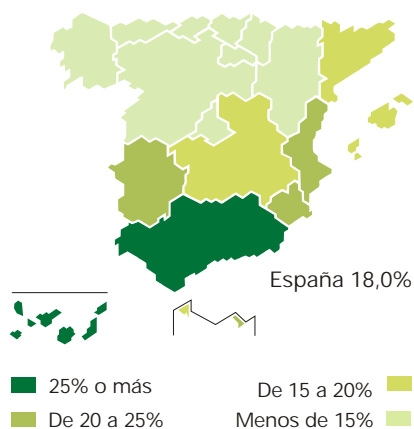 España 18,0%
25% o más
De 15 a 20%
De 20 a 25%
Menos de 15%